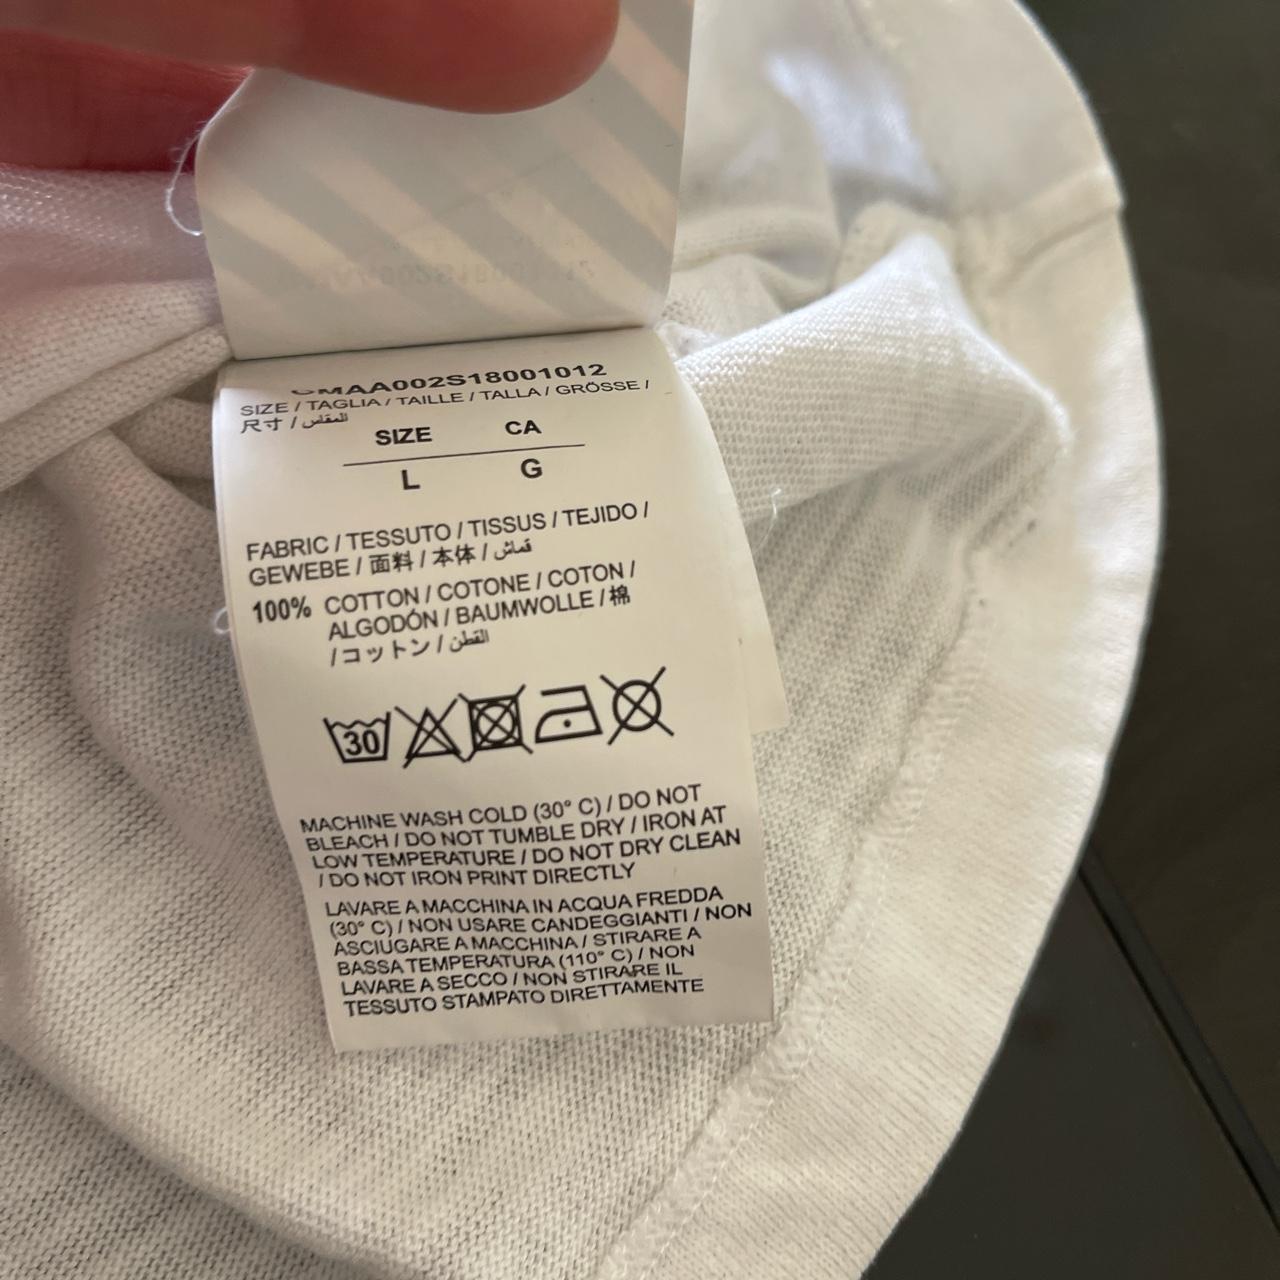 OMAA002S18001012
SIZE / TAGLIA / TAILLE / TALLA / GRÖSSE /
尺寸 / المقاس
SIZE CA
L G
FABRIC / TESSUTO / TISSUS / TEJIDO /
GEWEBE / 面料 / 本体 / قماش
100% COTTON / COTONE / COTON /
ALGODÓN / BAUMWOLLE / 棉
/ コットン / القطن
30
MACHINE WASH COLD (30° C) / DO NOT
BLEACH / DO NOT TUMBLE DRY / IRON AT
LOW TEMPERATURE / DO NOT DRY CLEAN
/ DO NOT IRON PRINT DIRECTLY
LAVARE A MACCHINA IN ACQUA FREDDA
(30° C) / NON USARE CANDEGGIANTI / NON
ASCIUGARE A MACCHINA / STIRARE A
BASSA TEMPERATURA (110° C) / NON
LAVARE A SECCO / NON STIRARE IL
TESSUTO STAMPATO DIRETTAMENTE